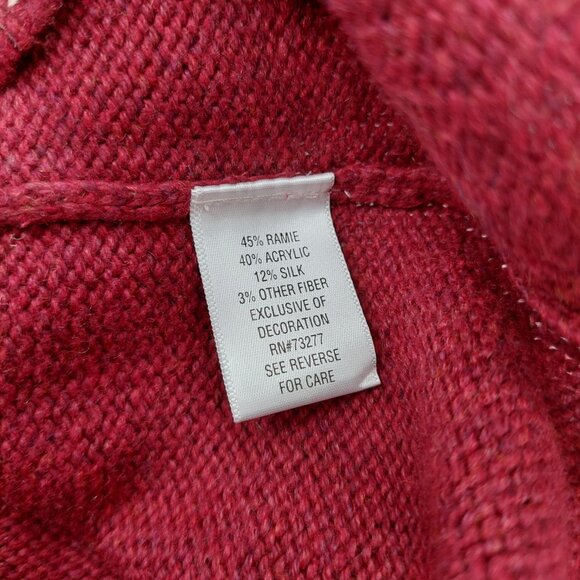 45% RAMIE
40% ACRYLIC
12% SILK
3% OTHER FIBER
EXCLUSIVE OF
DECORATION
RN#73277
SEE REVERSE
FOR CARE